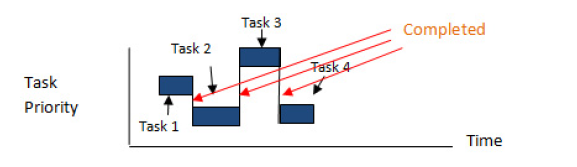 Task 3
Completed
Task 2
Task 4
Task
Priority
Task 1
Time